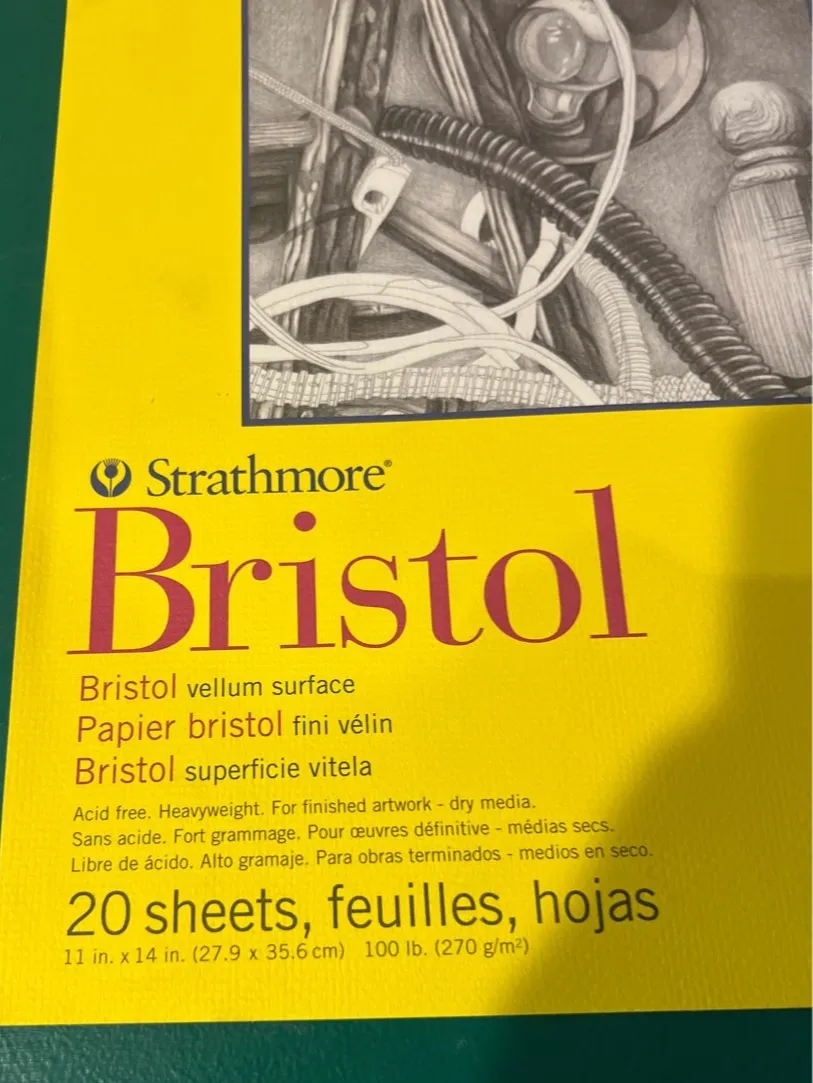 Strathmore®
Bristol
Bristol vellum surface
Papier bristol fini vélin
Bristol superficie vitela
Acid free. Heavyweight. For finished artwork - dry media.
Sans acide. Fort grammage. Pour œuvres définitive - médias secs.
Libre de ácido. Alto gramaje. Para obras terminados - medios en seco.
20 sheets, feuilles, hojas
11 in. x 14 in. (27.9 x 35.6 cm) 100 lb. (270 g/m²)